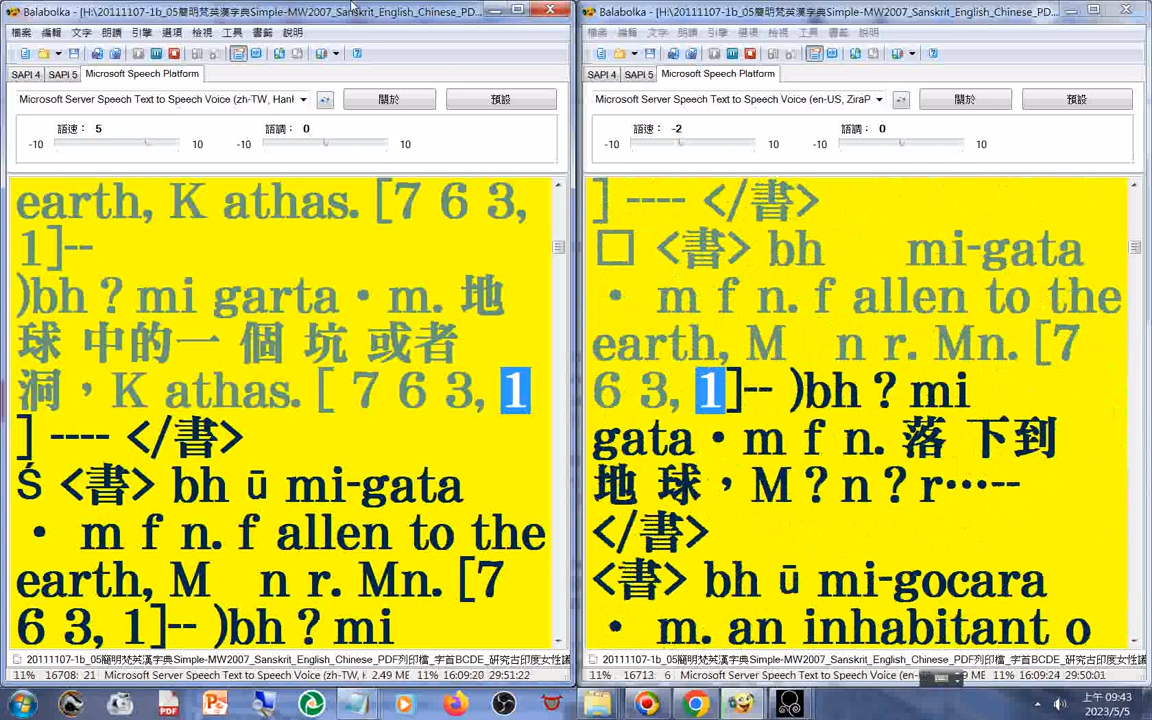 Balabolka - [H:\20111107-1b_05簡明梵英漢字典Simple-MW2007_Sanskrit_English_Chinese_PD...
檔案 編輯 文字 朗讀 引擎 選項 檢視 工具 書籤 說明
SAPI 4 SAPI 5 Microsoft Speech Platform
Microsoft Server Speech Text to Speech Voice (zh-TW, Hanl 關於 預設
語速： 5 語調： 0
-10 10 -10 10
earth, K athas. [7 6 3,
1]--
)bh ? mi garta · m. 地
球 中的一 個 坑 或者
洞，K athas. [ 7 6 3, 1
] ---- </書>
Ś <書> bh ū mi-gata
· m f n. f allen to the
earth, M n r. Mn. [7
6 3, 1]-- )bh ? mi
20111107-1b_05簡明梵英漢字典Simple-MW2007_Sanskrit_English_Chinese_PDF列印檔_字首BCDE_研究古印度女性議
11% 16708: 21 Microsoft Server Speech Text to Speech Voice (zh-TW, H 2.49 MB 11% 16:09:20 29:51:22
Balabolka - [H:\20111107-1b_05簡明梵英漢字典Simple-MW2007_Sanskrit_English_Chinese_PD...
檔案 編輯 文字 朗讀 引擎 選項 檢視 工具 書籤 說明
SAPI 4 SAPI 5 Microsoft Speech Platform
Microsoft Server Speech Text to Speech Voice (en-US, ZiraP 關於 預設
語速： -2 語調： 0
-10 10 -10 10
] ---- </書>
□ <書> bh mi-gata
· m f n. f allen to the
earth, M n r. Mn. [7
6 3, 1]-- )bh ? mi
gata · m f n. 落 下到
地 球，M ? n ? r…--
</書>
<書> bh ū mi-gocara
· m. an inhabitant o
20111107-1b_05簡明梵英漢字典Simple-MW2007_Sanskrit_English_Chinese_PDF列印檔_字首BCDE_研究古印度女性議
11% 16713: 6 Microsoft Server Speech Text to Speech Voice 11% 16:09:24 29:50:01
上午 09:43
2023/5/5